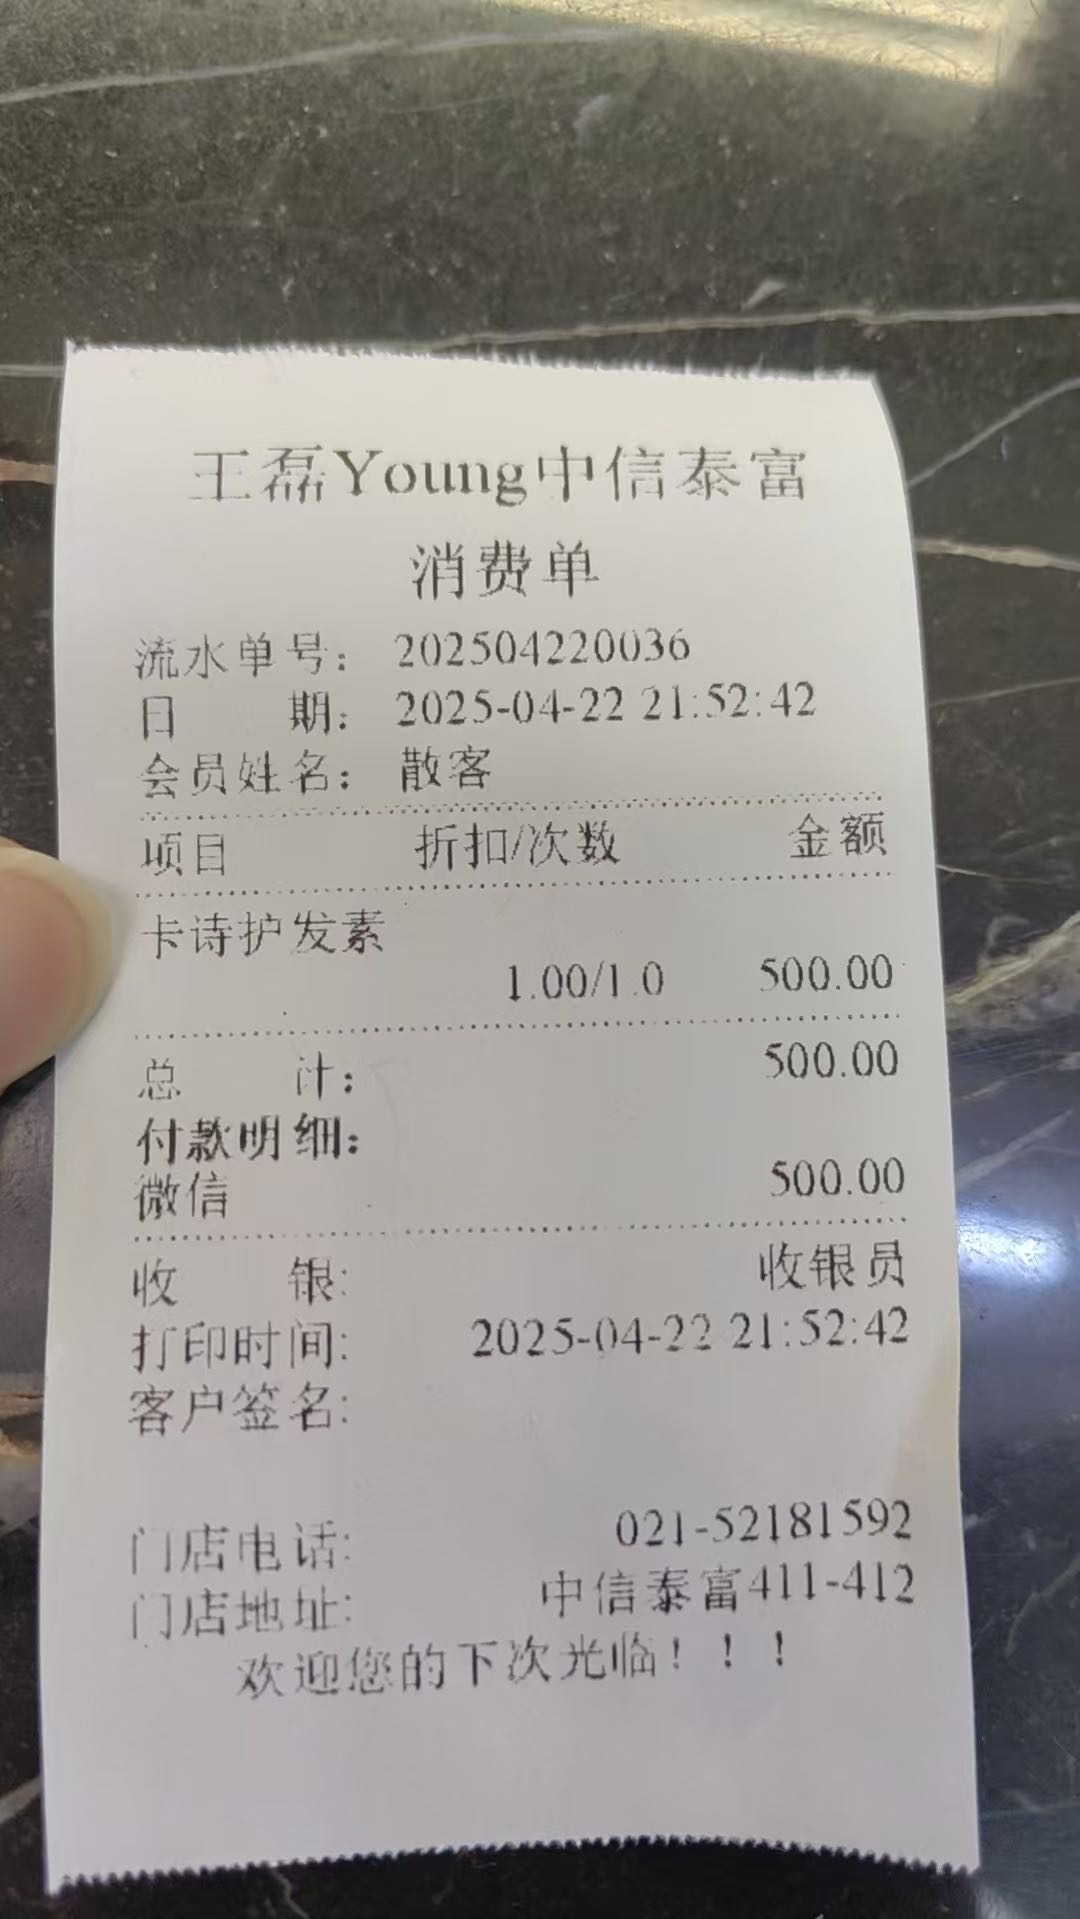 王磊Young中信泰富
消费单
流水单号： 202504220036
日 期： 2025-04-22 21:52:42
会员姓名： 散客
项目 折扣/次数 金额
卡诗护发素
1.00/1.0 500.00
总 计： 500.00
付款明细：
微信 500.00
收 银: 收银员
打印时间: 2025-04-22 21:52:42
客户签名:
门店电话: 021-52181592
门店地址: 中信泰富411-412
欢迎您的下次光临！！！